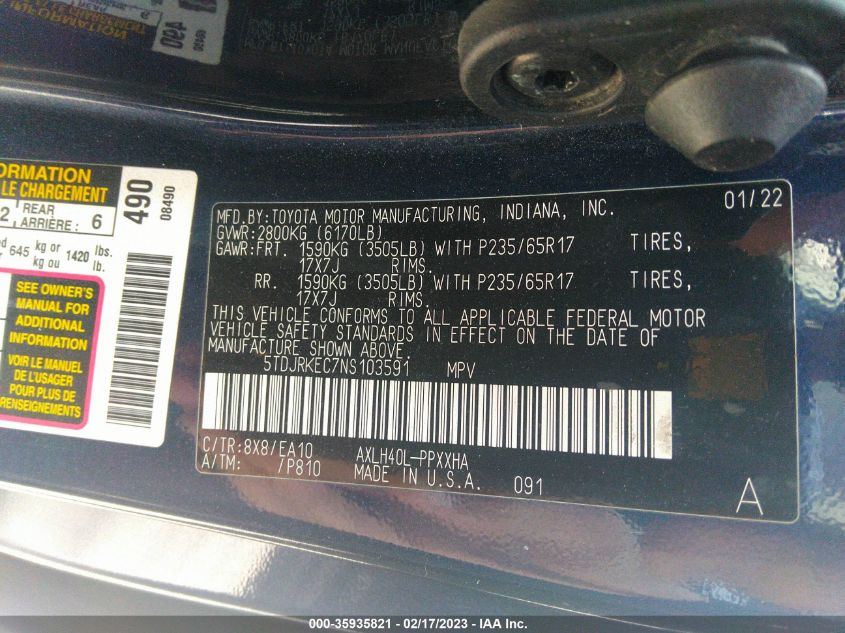 ORMATION
LE CHARGEMENT
2 REAR ARRIÈRE: 6
490
08490
645 kg or 1420 lbs.
kg ou lb.
SEE OWNER'S
MANUAL FOR
ADDITIONAL
INFORMATION
VOIR LE MANUEL
DE L'USAGER
POUR PLUS DE
RENSEIGNEMENTS
MFD.BY:TOYOTA MOTOR MANUFACTURING, INDIANA, INC. 01/22
GVWR:2800KG (6170LB)
GAWR:FRT. 1590KG (3505LB) WITH P235/65R17 TIRES,
17X7J RIMS.
RR. 1590KG (3505LB) WITH P235/65R17 TIRES,
17X7J RIMS.
THIS VEHICLE CONFORMS TO ALL APPLICABLE FEDERAL MOTOR
VEHICLE SAFETY STANDARDS IN EFFECT ON THE DATE OF
MANUFACTURE SHOWN ABOVE.
5TDJRKEC7NS103591 MPV
C/TR:8X8/EA10 AXLH40L-PPXXHA
A/TM: /P810 MADE IN U.S.A. 091
A
000-35935821 - 02/17/2023 - IAA Inc.